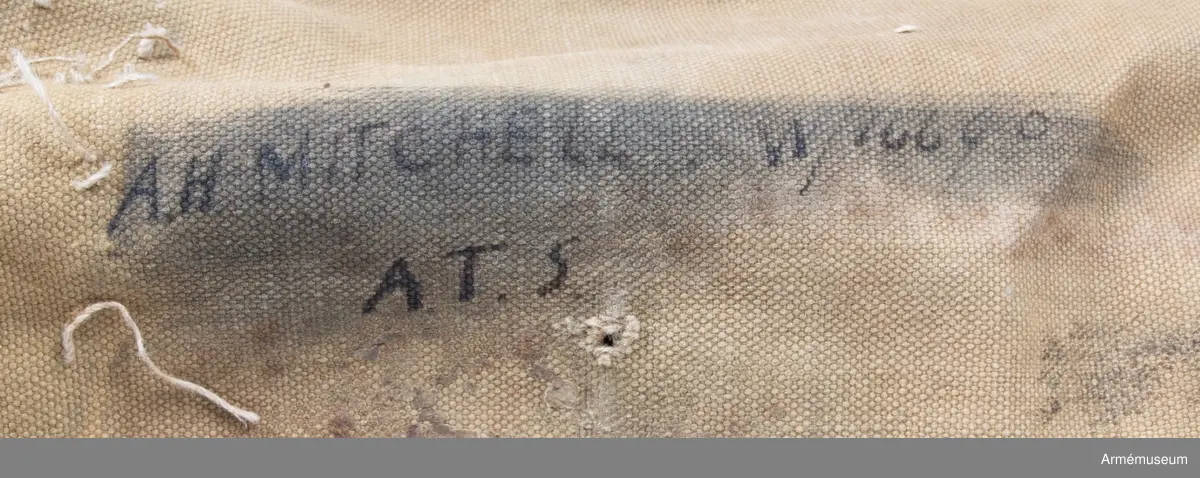 A.H MITCHELL.
A.T.S.
Armémuseum